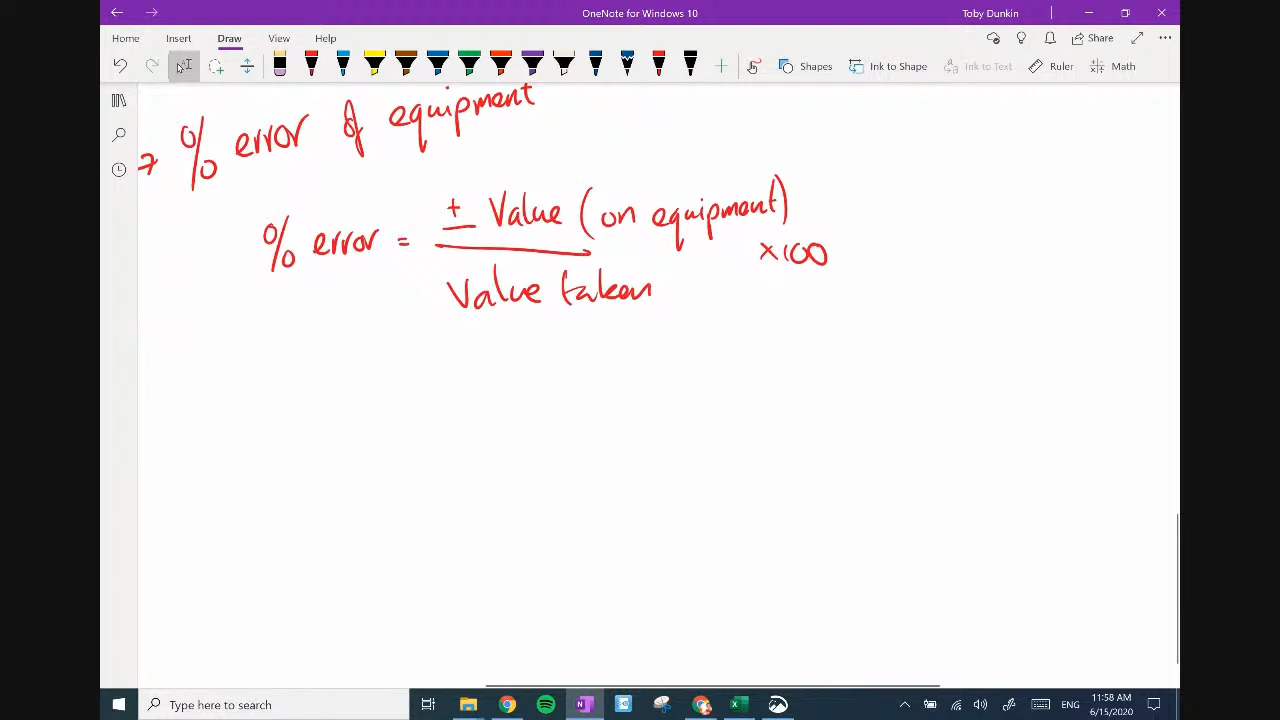 OneNote for Windows 10
Toby Dunkin
Home Insert Draw View Help
Share
Shapes Ink to Shape Ink to Text Ruler Math
→ % error of equipment
% error = ± Value (on equipment) ×100
Value taken
Type here to search
ENG
11:58 AM
6/15/2020